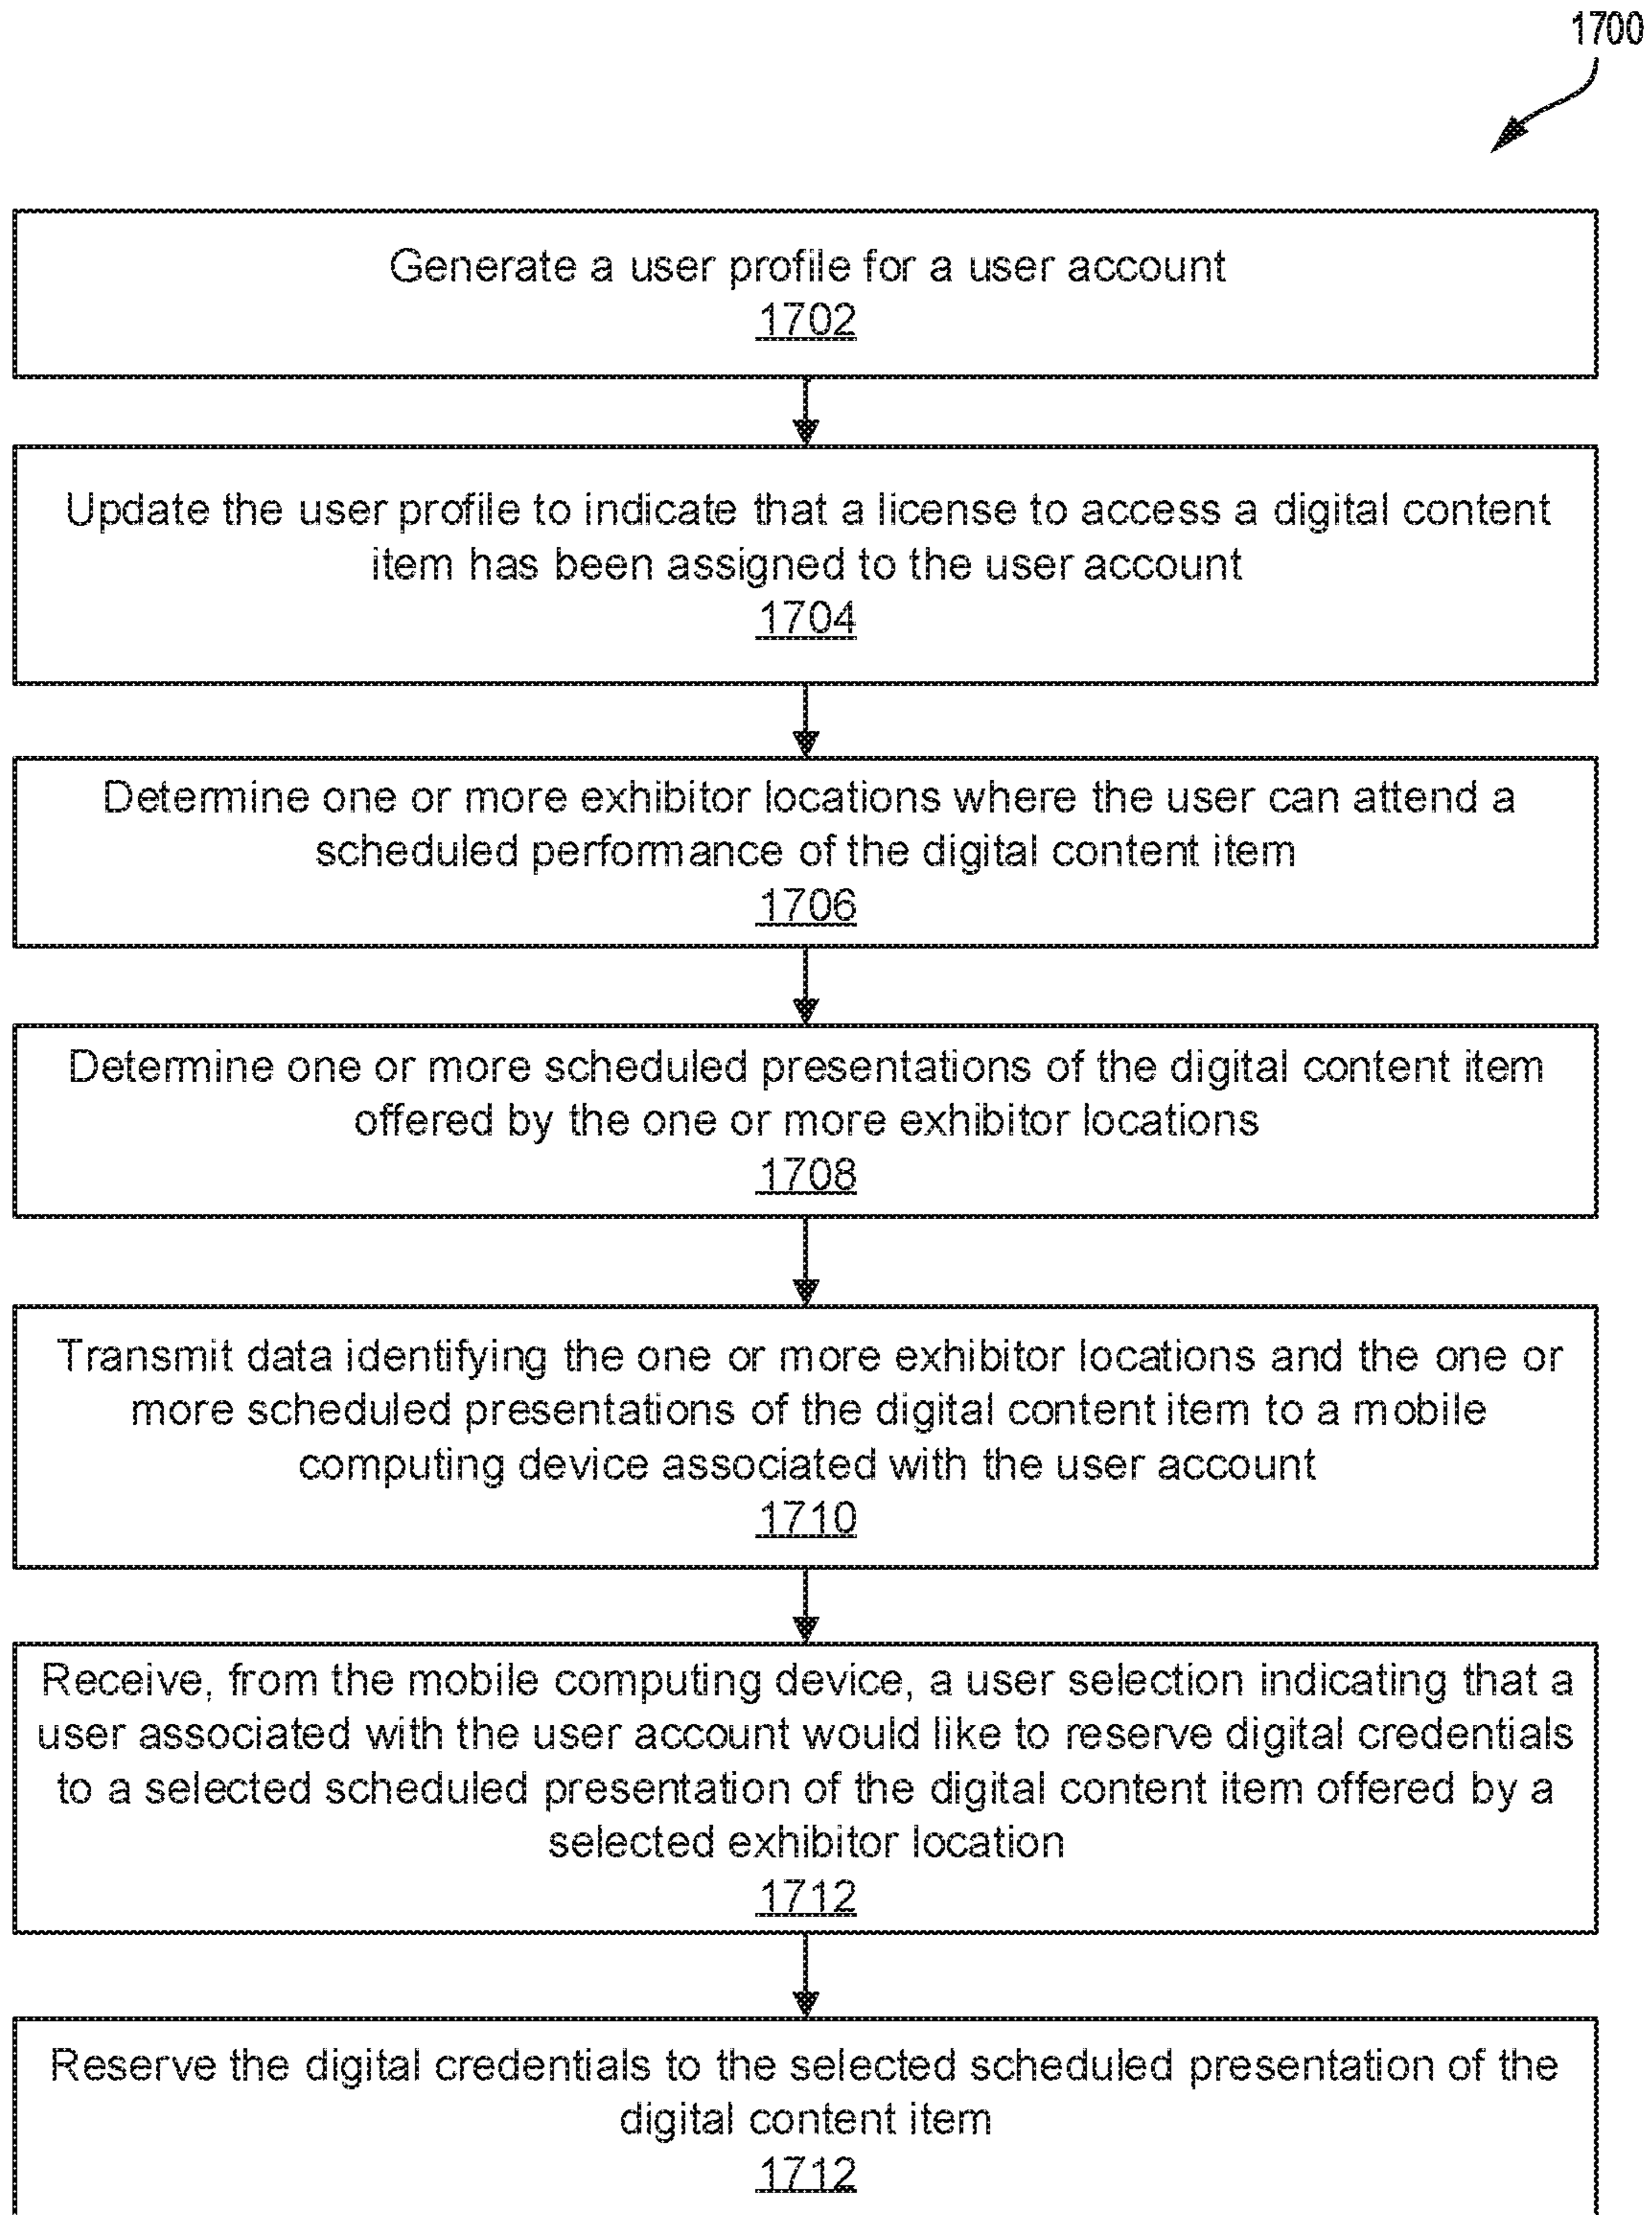 1700
Generate a user profile for a user account
1702
Update the user profile to indicate that a license to access a digital content
item has been assigned to the user account
1704
Determine one or more exhibitor locations where the user can attend a
scheduled performance of the digital content item
1706
Determine one or more scheduled presentations of the digital content item
offered by the one or more exhibitor locations
1708
Transmit data identifying the one or more exhibitor locations and the one or
more scheduled presentations of the digital content item to a mobile
computing device associated with the user account
1710
Receive, from the mobile computing device, a user selection indicating that a
user associated with the user account would like to reserve digital credentials
to a selected scheduled presentation of the digital content item offered by a
selected exhibitor location
1712
Reserve the digital credentials to the selected scheduled presentation of the
digital content item
1712